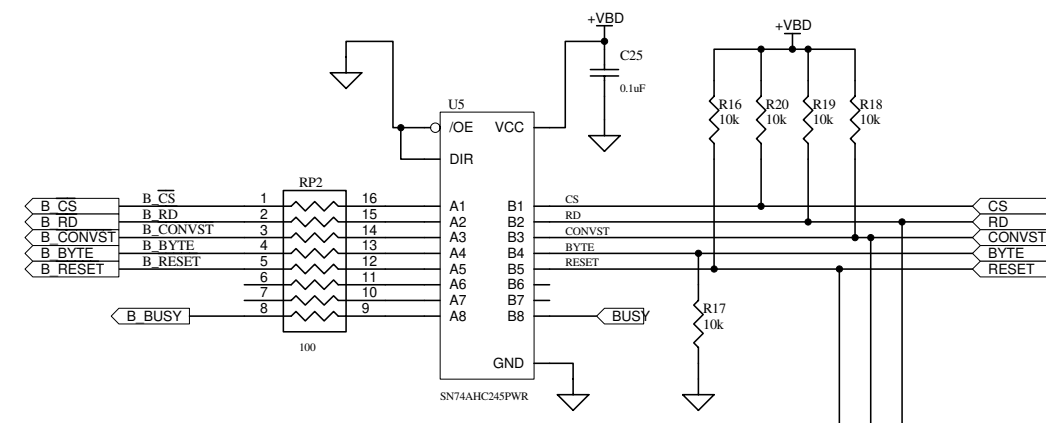 +VBD
+VBD
C25
0.1uF
U5
/OE VCC
DIR
R16 R20 R19 R18
10k 10k 10k 10k
RP2
B_CS B_CS 1 16 A1 B1 CS CS
B_RD B_RD 2 15 A2 B2 RD RD
B_CONVST B_CONVST 3 14 A3 B3 CONVST CONVST
B_BYTE B_BYTE 4 13 A4 B4 BYTE BYTE
B_RESET B_RESET 5 12 A5 B5 RESET RESET
6 11 A6 B6
7 10 A7 B7
B_BUSY 8 9 A8 B8 BUSY
R17
10k
100
GND
SN74AHC245PWR